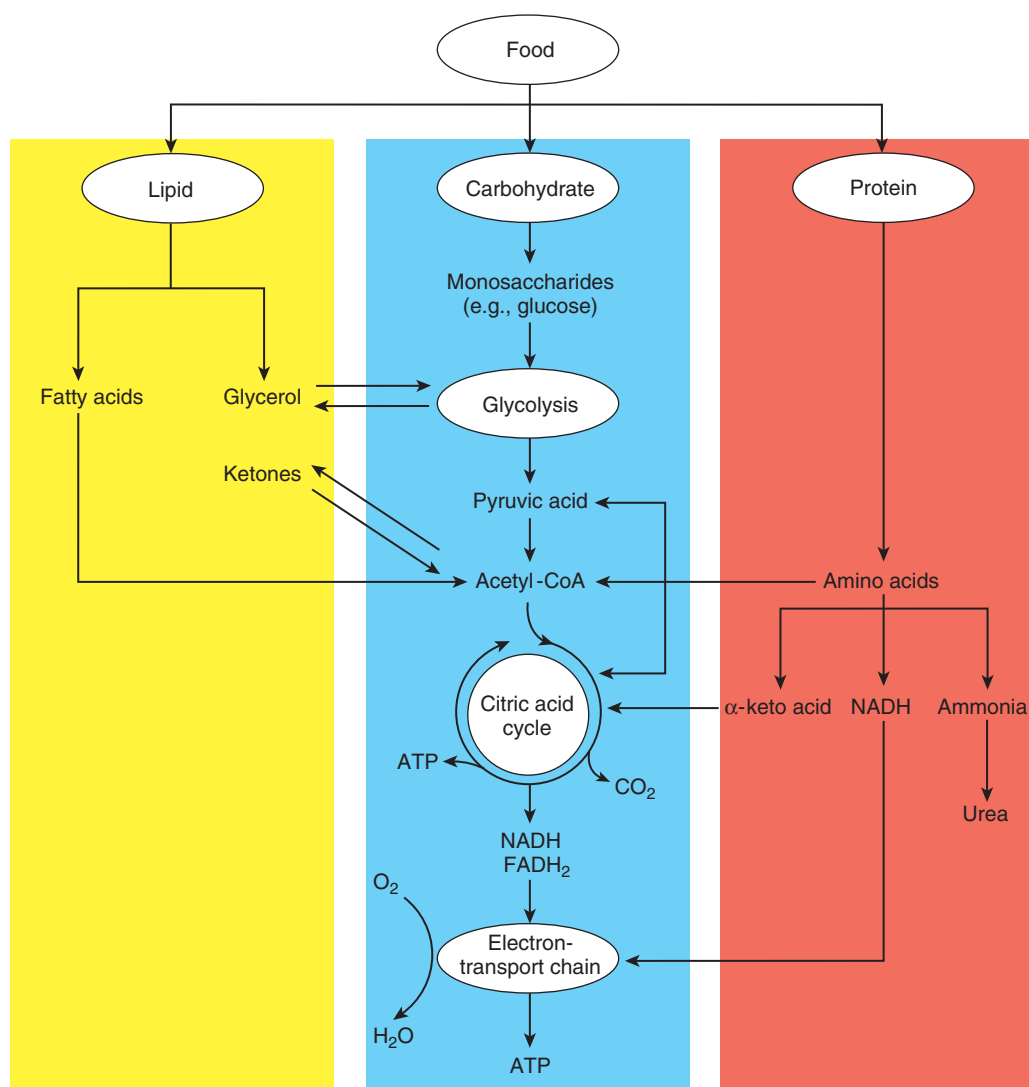 Food
Lipid
Carbohydrate
Protein
Monosaccharides
(e.g., glucose)
Fatty acids
Glycerol
Glycolysis
Ketones
Pyruvic acid
Acetyl-CoA
Amino acids
Citric acid
cycle
α-keto acid
NADH
Ammonia
ATP
CO₂
Urea
NADH
FADH₂
O₂
Electron-
transport chain
H₂O
ATP